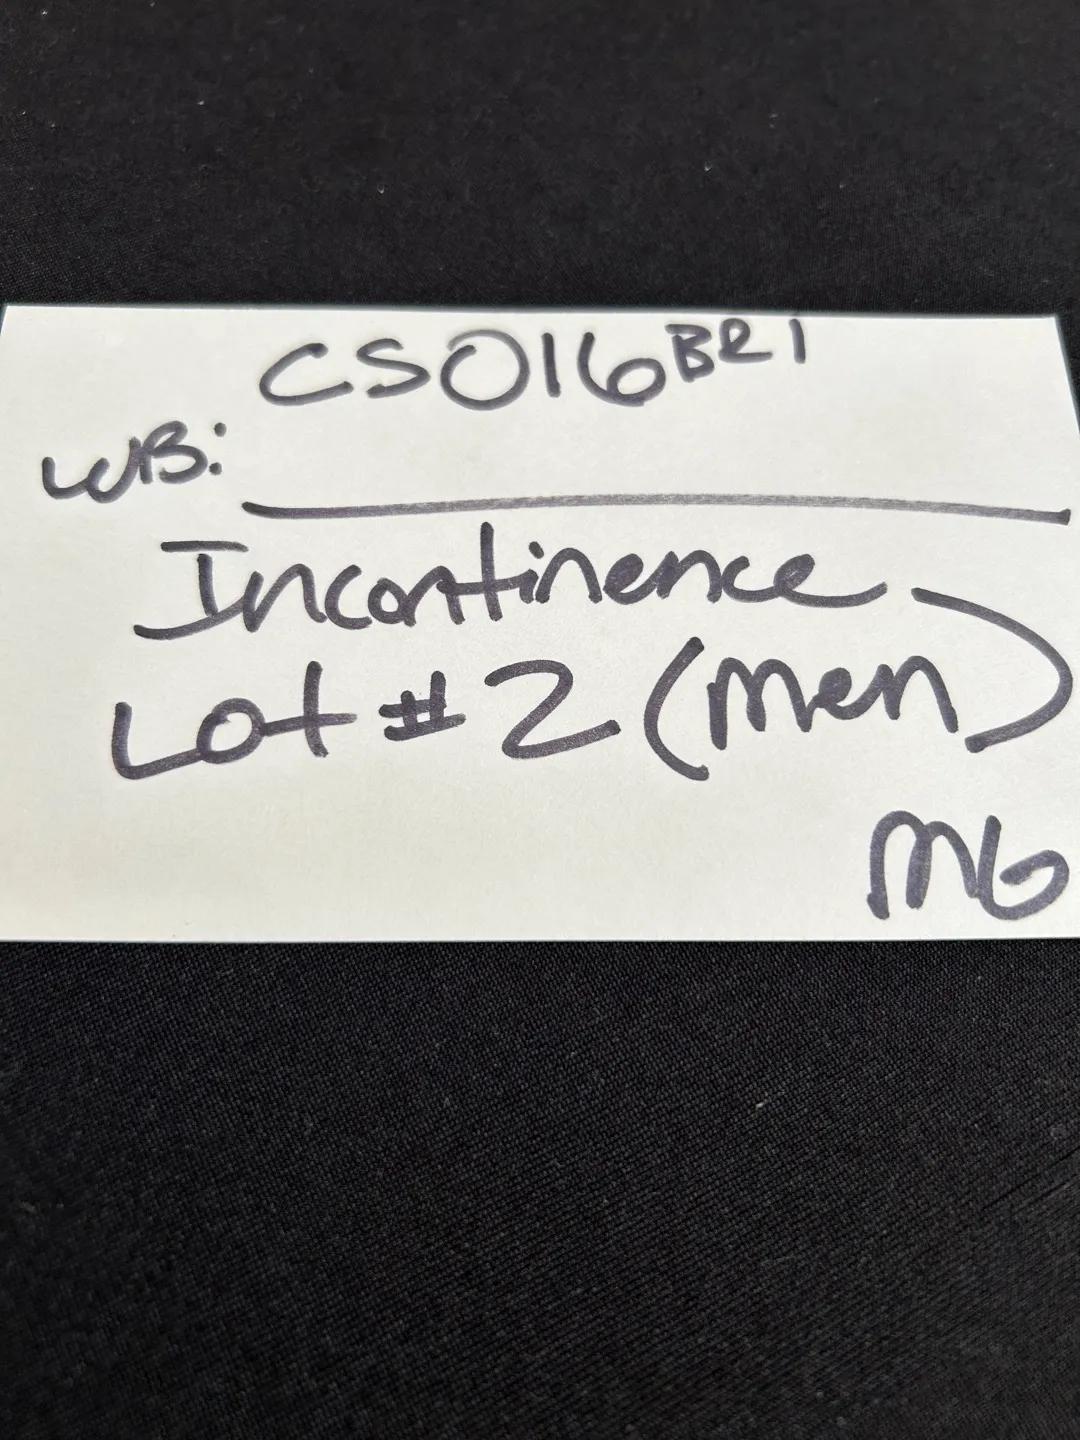 CS016BR1
WB:
Incontinence
Lot #2 (men)
MG